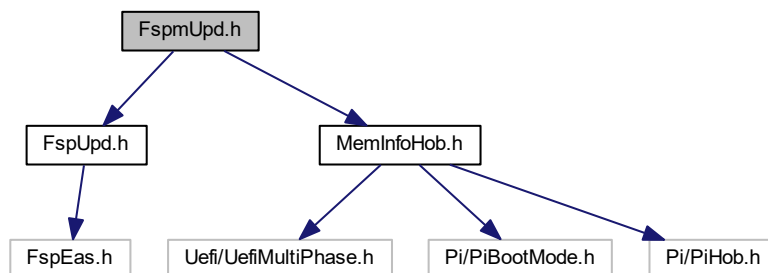 FspmUpd.h
FspUpd.h
MemInfoHob.h
FspEas.h
Uefi/UefiMultiPhase.h
Pi/PiBootMode.h
Pi/PiHob.h